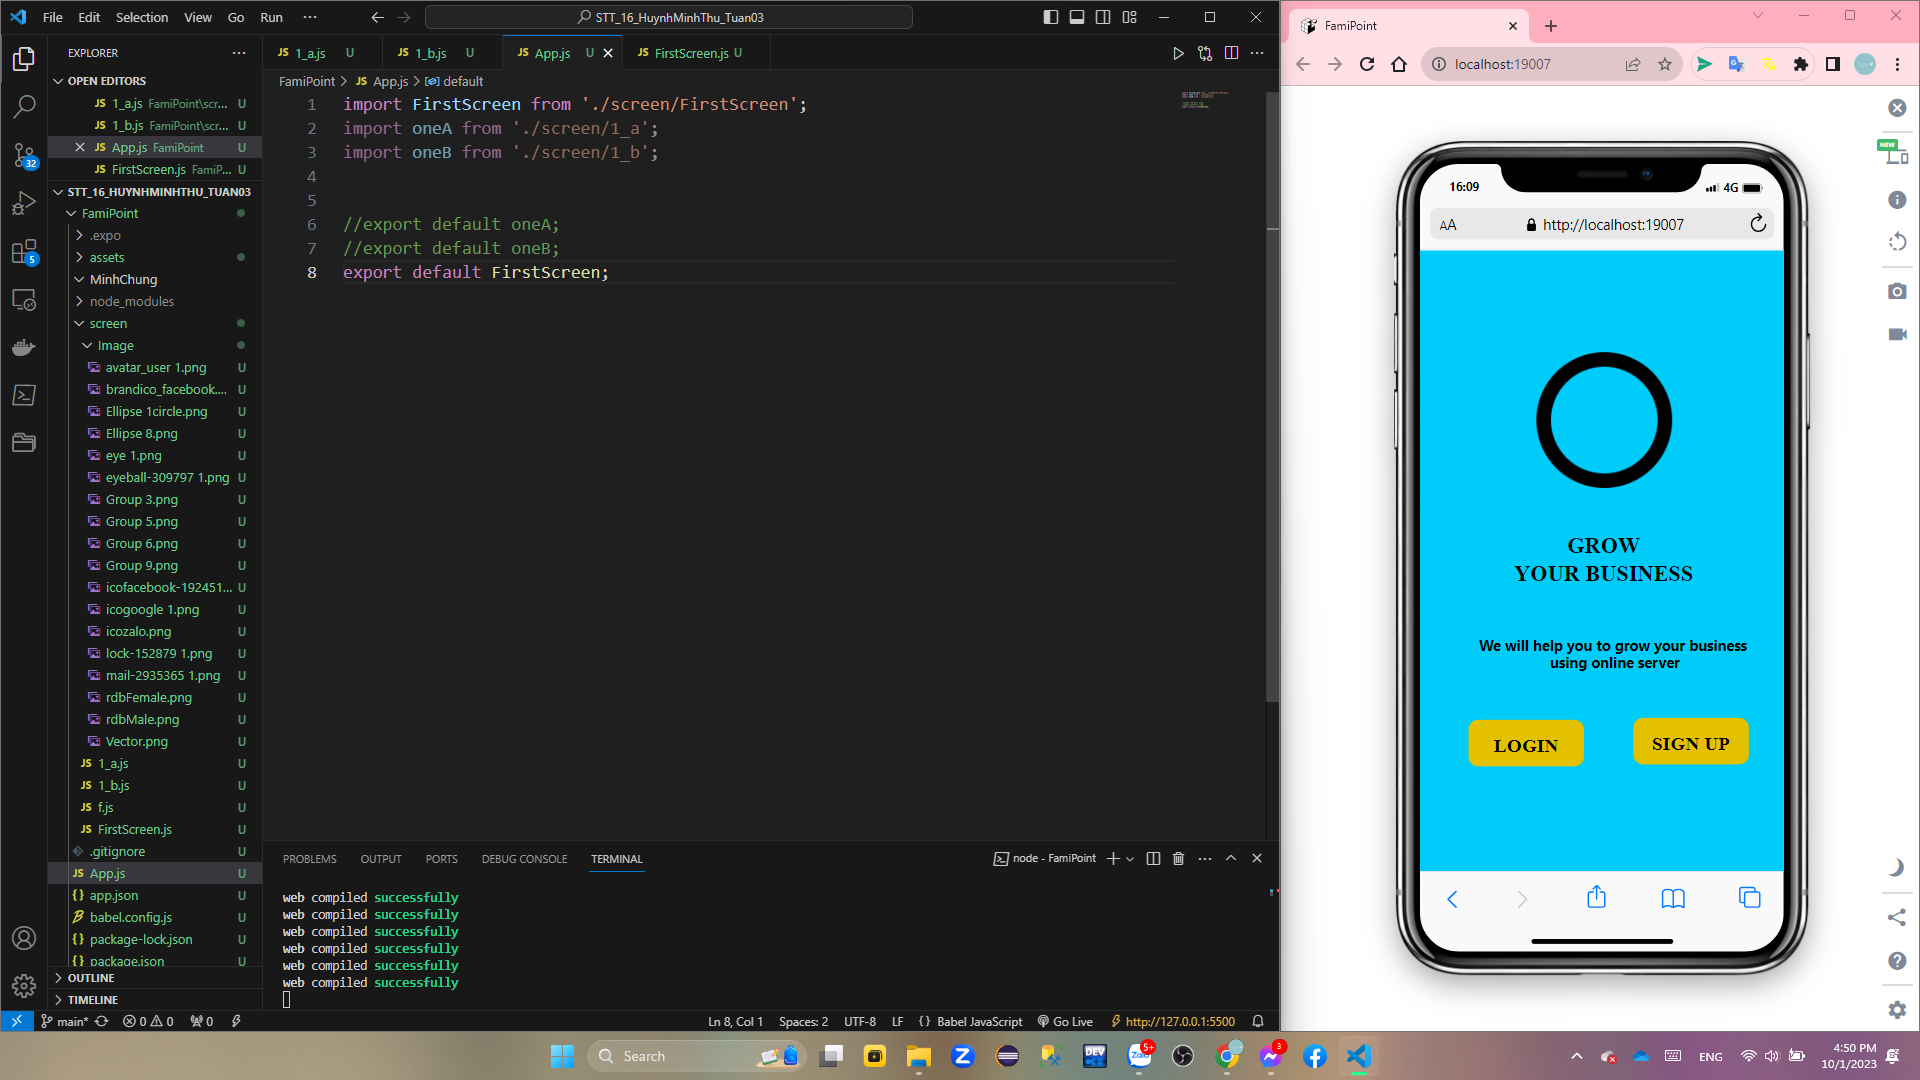 File Edit Selection View Go Run ···
STT_16_HuynhMinhThu_Tuan03
EXPLORER
OPEN EDITORS
1_a.js FamiPoint\scr... U
1_b.js FamiPoint\scr... U
App.js FamiPoint U
FirstScreen.js FamiP... U
STT_16_HUYNHMINHTHU_TUAN03
FamiPoint
.expo
assets
MinhChung
node_modules
screen
Image
avatar_user 1.png U
brandico_facebook.... U
Ellipse 1circle.png U
Ellipse 8.png U
eye 1.png U
eyeball-309797 1.png U
Group 3.png U
Group 5.png U
Group 6.png U
Group 9.png U
icofacebook-192451... U
icogoogle 1.png U
icozalo.png U
lock-152879 1.png U
mail-2935365 1.png U
rdbFemale.png U
rdbMale.png U
Vector.png U
JS 1_a.js U
JS 1_b.js U
JS f.js U
JS FirstScreen.js U
.gitignore U
JS App.js U
{} app.json U
babel.config.js U
{} package-lock.json U
{} package.json U
OUTLINE
TIMELINE
32
5
JS 1_a.js U
JS 1_b.js U
JS App.js U
JS FirstScreen.js U
FamiPoint > JS App.js > default
1 import FirstScreen from './screen/FirstScreen';
2 import oneA from './screen/1_a';
3 import oneB from './screen/1_b';
4
5
6 //export default oneA;
7 //export default oneB;
8 export default FirstScreen;
PROBLEMS OUTPUT PORTS DEBUG CONSOLE TERMINAL
node - FamiPoint
web compiled successfully
web compiled successfully
web compiled successfully
web compiled successfully
web compiled successfully
web compiled successfully
main* 0 0 0
Ln 8, Col 1 Spaces: 2 UTF-8 LF {} Babel JavaScript Go Live http://127.0.0.1:5500
FamiPoint
localhost:19007
NEW
16:09
4G
AA http://localhost:19007
GROW
YOUR BUSINESS
We will help you to grow your business
using online server
LOGIN
SIGN UP
Search
DEV
Zalo
5+
3
ENG
4:50 PM
10/1/2023